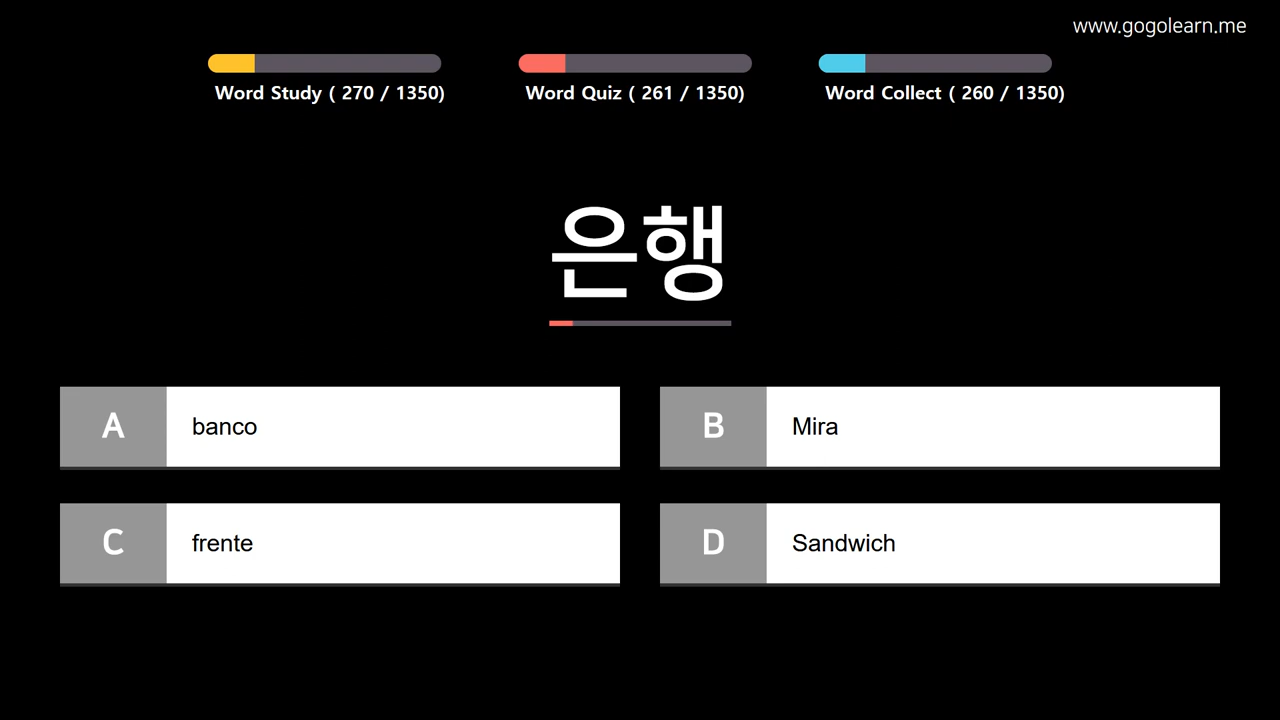 www.gogolearn.me
Word Study ( 270 / 1350)
Word Quiz ( 261 / 1350)
Word Collect ( 260 / 1350)
은행
A banco
B Mira
C frente
D Sandwich